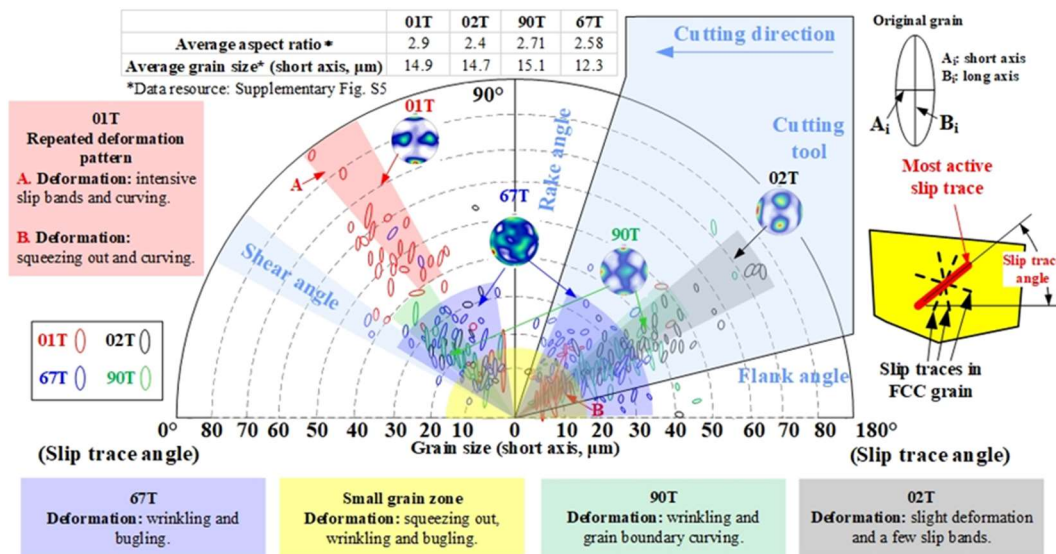 01T 02T 90T 67T
Average aspect ratio* 2.9 2.4 2.71 2.58
Average grain size* (short axis, μm) 14.9 14.7 15.1 12.3
*Data resource: Supplementary Fig. S5
Cutting direction
Original grain
Aᵢ: short axis
Bᵢ: long axis
Aᵢ Bᵢ
01T
Repeated deformation
pattern
A. Deformation: intensive
slip bands and curving.
B. Deformation:
squeezing out and curving.
90°
01T
A
Rake angle
67T
Cutting
tool
02T
90T
Shear angle
Flank angle
B
Most active
slip trace
Slip trace
angle
Slip traces in
FCC grain
01T 02T
67T 90T
0° 80 70 60 50 40 30 20 10 0 10 20 30 40 50 60 70 80 180°
(Slip trace angle) Grain size (short axis, μm) (Slip trace angle)
67T
Deformation: wrinkling and
bugling.
Small grain zone
Deformation: squeezing out,
wrinkling and bugling.
90T
Deformation: wrinkling and
grain boundary curving.
02T
Deformation: slight deformation
and a few slip bands.